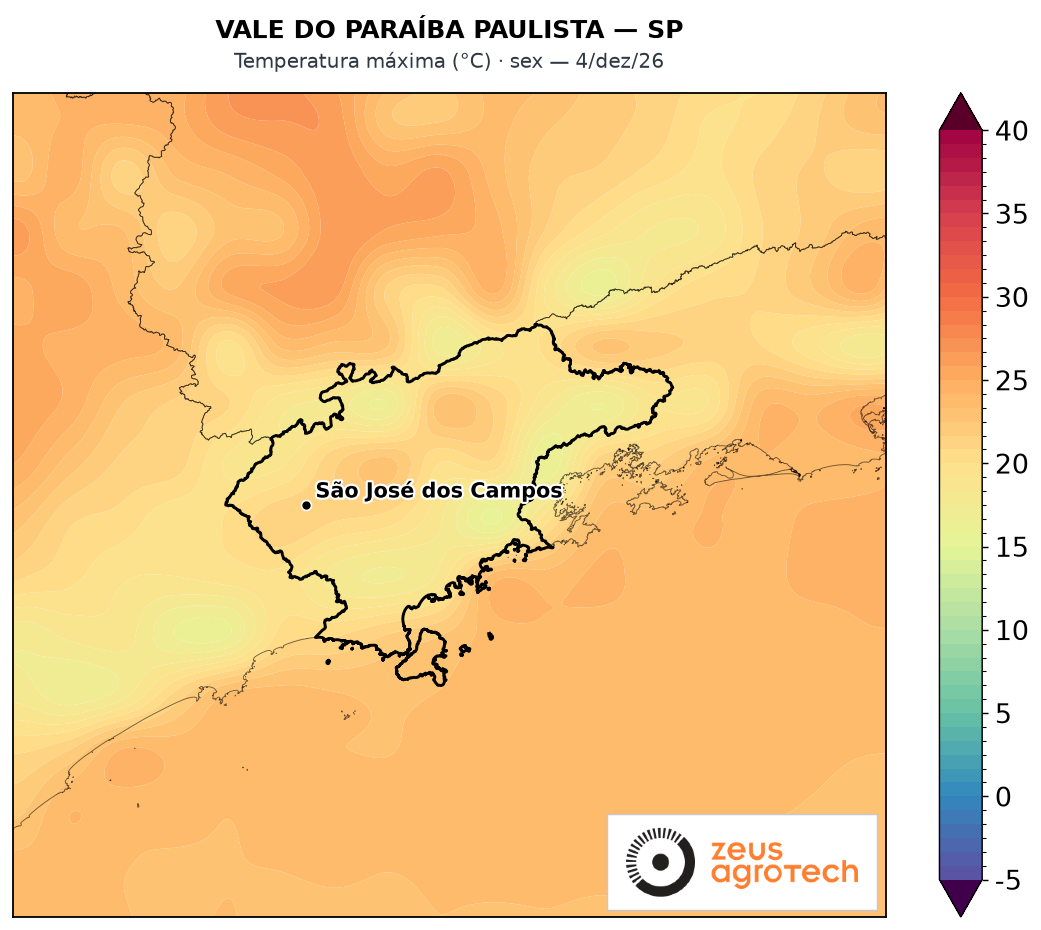 VALE DO PARAÍBA PAULISTA — SP
Temperatura máxima (°C) · sex — 4/dez/26
São José dos Campos
40
35
30
25
20
15
10
5
0
-5
zeus
agrotech